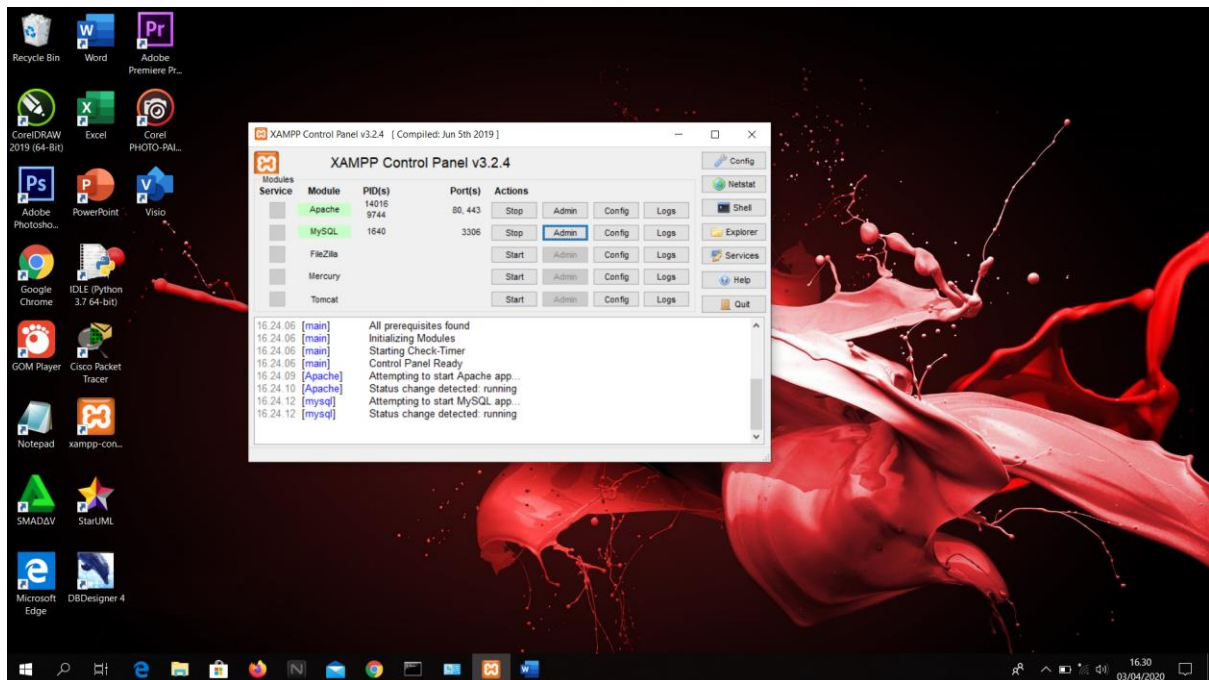 Recycle Bin
Word
Adobe
Premiere Pr...
CorelDRAW
2019 (64-Bit)
Excel
Corel
PHOTO-PAI...
Adobe
Photosho...
PowerPoint
Visio
Google
Chrome
IDLE (Python
3.7 64-bit)
GOM Player
Cisco Packet
Tracer
Notepad
xampp-con...
SMADAV
StarUML
Microsoft
Edge
DBDesigner 4
XAMPP Control Panel v3.2.4 [ Compiled: Jun 5th 2019 ]
XAMPP Control Panel v3.2.4
Modules
Service Module PID(s) Port(s) Actions
Apache 14016 9744 80, 443 Stop Admin Config Logs
MySQL 1640 3306 Stop Admin Config Logs
FileZilla Start Admin Config Logs
Mercury Start Admin Config Logs
Tomcat Start Admin Config Logs
Config
Netstat
Shell
Explorer
Services
Help
Quit
16.24.06 [main] All prerequisites found
16.24.06 [main] Initializing Modules
16.24.06 [main] Starting Check-Timer
16.24.06 [main] Control Panel Ready
16.24.09 [Apache] Attempting to start Apache app...
16.24.10 [Apache] Status change detected: running
16.24.12 [mysql] Attempting to start MySQL app...
16.24.12 [mysql] Status change detected: running
16.30
03/04/2020